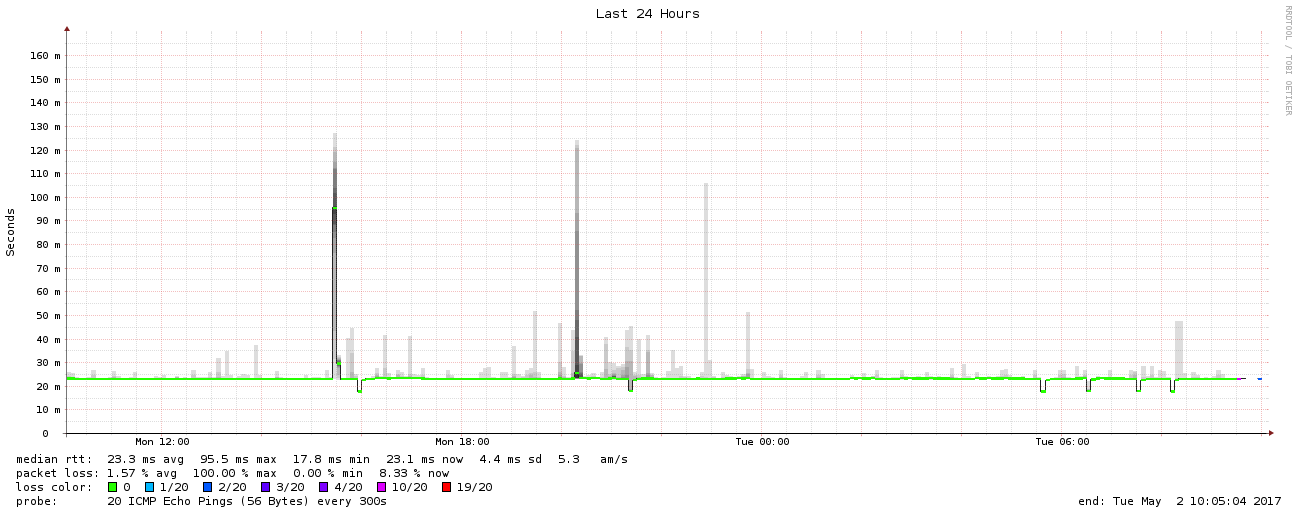 Last 24 Hours
RRDTOOL / TOBI OETIKER
Seconds
160 m
150 m
140 m
130 m
120 m
110 m
100 m
90 m
80 m
70 m
60 m
50 m
40 m
30 m
20 m
10 m
0
Mon 12:00 Mon 18:00 Tue 00:00 Tue 06:00
median rtt: 23.3 ms avg 95.5 ms max 17.8 ms min 23.1 ms now 4.4 ms sd 5.3 am/s
packet loss: 1.57 % avg 100.00 % max 0.00 % min 8.33 % now
loss color: 0 1/20 2/20 3/20 4/20 10/20 19/20
probe: 20 ICMP Echo Pings (56 Bytes) every 300s end: Tue May 2 10:05:04 2017